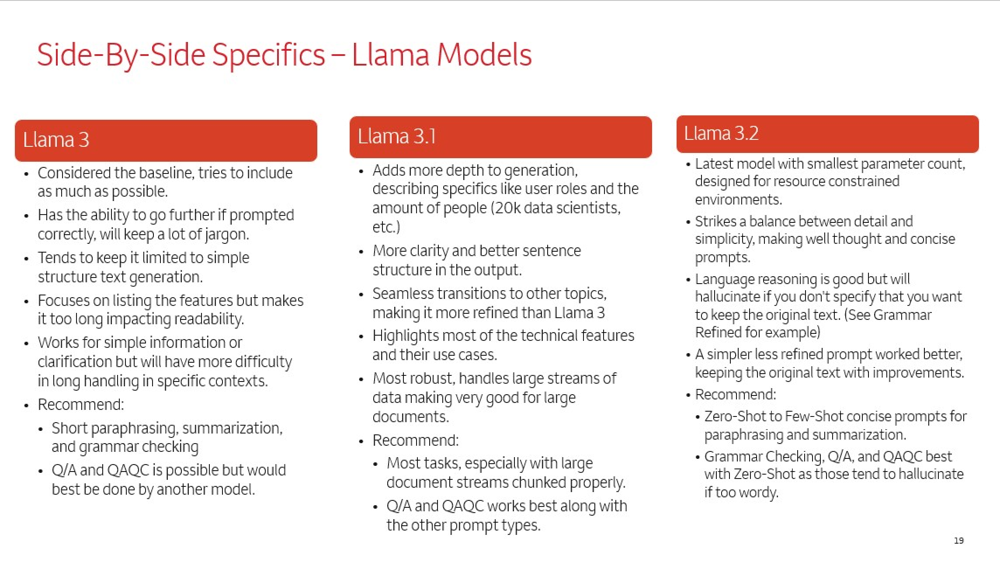 Side-By-Side Specifics – Llama Models
Llama 3
• Considered the baseline, tries to include
as much as possible.
• Has the ability to go further if prompted
correctly, will keep a lot of jargon.
• Tends to keep it limited to simple
structure text generation.
• Focuses on listing the features but makes
it too long impacting readability.
• Works for simple information or
clarification but will have more difficulty
in long handling in specific contexts.
• Recommend:
• Short paraphrasing, summarization,
and grammar checking
• Q/A and QAQC is possible but would
best be done by another model.
Llama 3.1
• Adds more depth to generation,
describing specifics like user roles and the
amount of people (20k data scientists,
etc.)
• More clarity and better sentence
structure in the output.
• Seamless transitions to other topics,
making it more refined than Llama 3
• Highlights most of the technical features
and their use cases.
• Most robust, handles large streams of
data making very good for large
documents.
• Recommend:
• Most tasks, especially with large
document streams chunked properly.
• Q/A and QAQC works best along with
the other prompt types.
Llama 3.2
• Latest model with smallest parameter count,
designed for resource constrained
environments.
• Strikes a balance between detail and
simplicity, making well thought and concise
prompts.
• Language reasoning is good but will
hallucinate if you don't specify that you want
to keep the original text. (See Grammar
Refined for example)
• A simpler less refined prompt worked better,
keeping the original text with improvements.
• Recommend:
• Zero-Shot to Few-Shot concise prompts for
paraphrasing and summarization.
• Grammar Checking, Q/A, and QAQC best
with Zero-Shot as those tend to hallucinate
if too wordy.
19